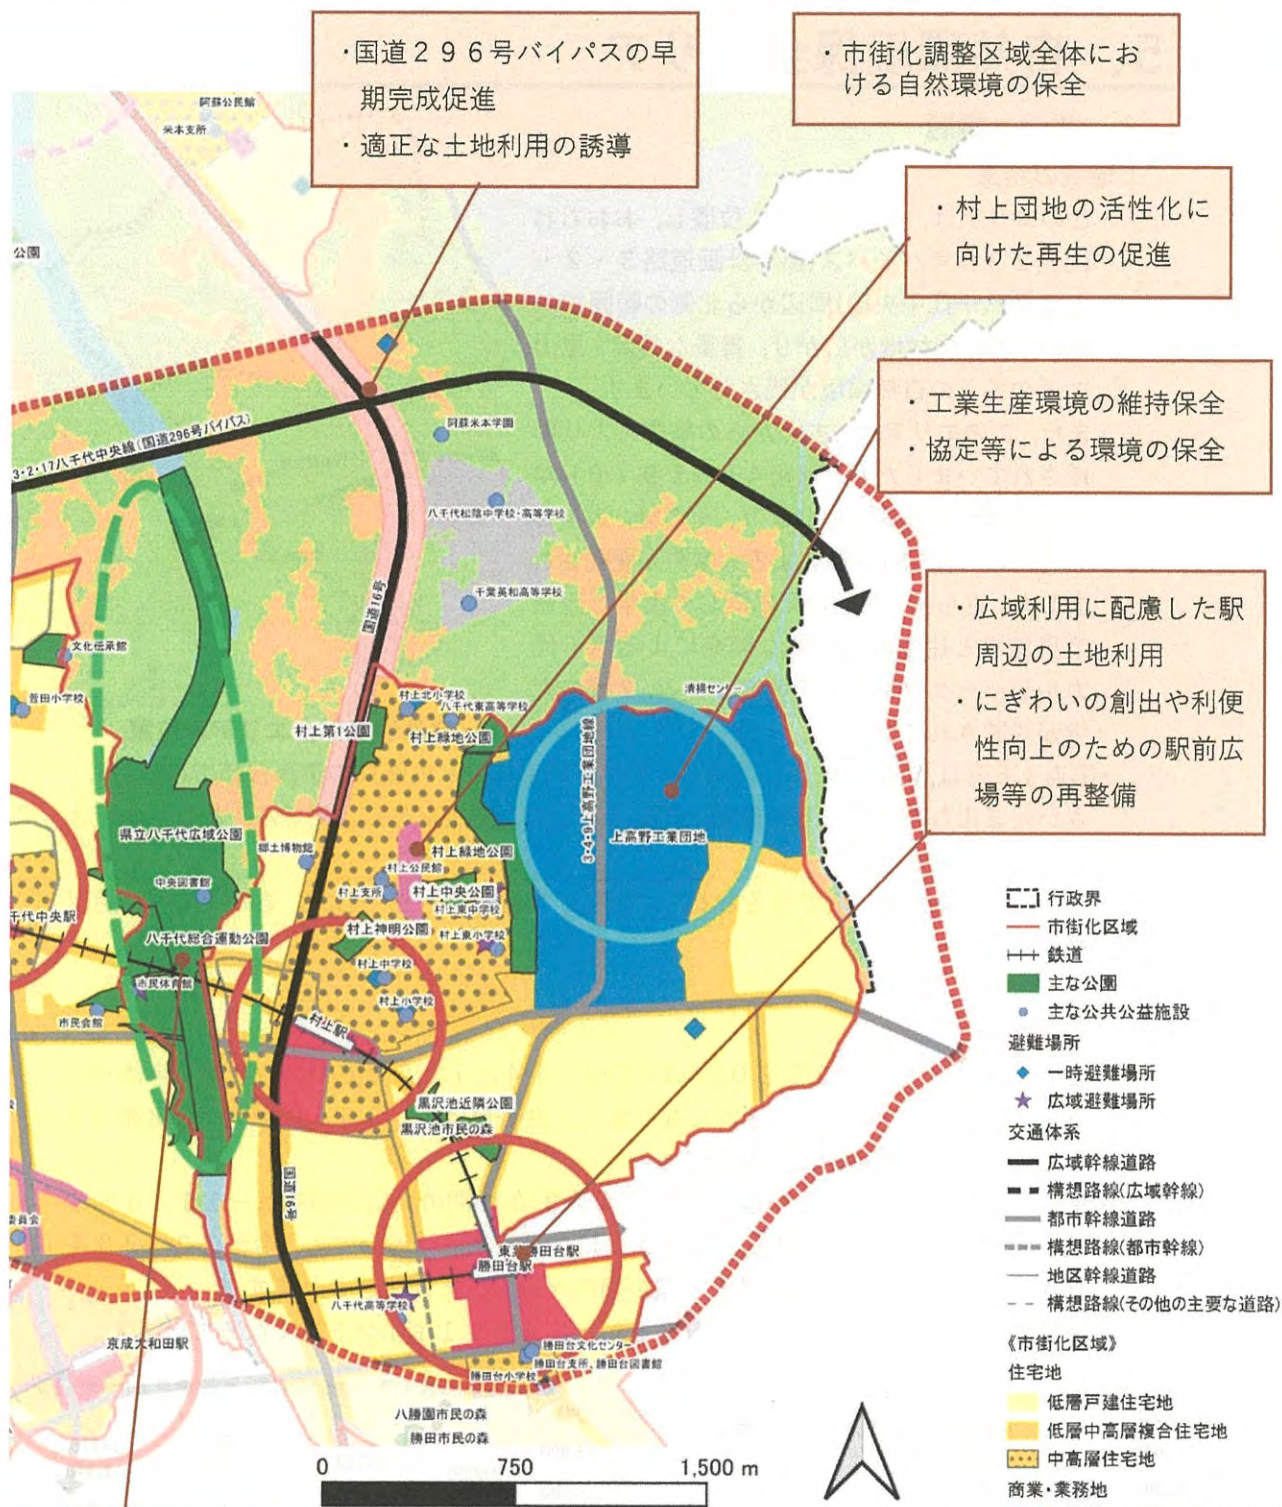 ・国道２９６号バイパスの早
期完成促進
・適正な土地利用の誘導
・市街化調整区域全体にお
ける自然環境の保全
・村上団地の活性化に
向けた再生の促進
・工業生産環境の維持保全
・協定等による環境の保全
・広域利用に配慮した駅
周辺の土地利用
・にぎわいの創出や利便
性向上のための駅前広
場等の再整備
阿蘇公民館
米本支所
公園
3・2・17八千代中央線(国道296号バイパス)
阿蘇米本学園
八千代松陰中学校・高等学校
千葉英和高等学校
国道16号
文化伝承館
萱田小学校
村上北小学校
八千代東高等学校
清掃センター
村上第1公園
村上緑地公園
3・4・9上高野工業団地線
上高野工業団地
県立八千代広域公園
郷土博物館
村上緑地公園
村上公民館
中央図書館
村上支所
村上中央公園
村上東中学校
千代中央駅
八千代総合運動公園
村上神明公園
村上東小学校
市民体育館
村上中学校
市民会館
村上小学校
村上駅
黒沢池近隣公園
黒沢池市民の森
国道16号
委員会
勝田台駅
八千代高等学校
京成大和田駅
勝田台文化センター
勝田台支所、勝田台図書館
勝田台小学校
八勝園市民の森
勝田市民の森
0 750 1,500 m
行政界
市街化区域
鉄道
主な公園
主な公共公益施設
避難場所
一時避難場所
広域避難場所
交通体系
広域幹線道路
構想路線(広域幹線)
都市幹線道路
構想路線(都市幹線)
地区幹線道路
構想路線(その他の主要な道路)
《市街化区域》
住宅地
低層戸建住宅地
低層中高層複合住宅地
中高層住宅地
商業・業務地